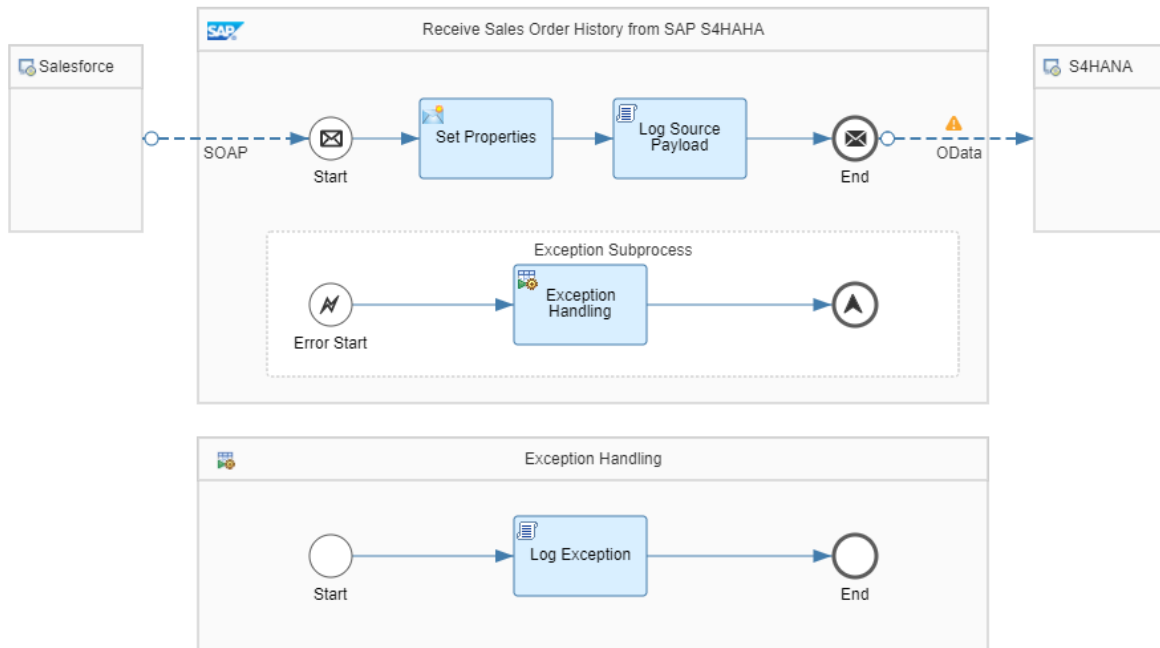 SAP
Receive Sales Order History from SAP S4HAHA
Salesforce
S4HANA
SOAP
Start
Set Properties
Log Source
Payload
End
OData
Exception Subprocess
Error Start
Exception
Handling
Exception Handling
Start
Log Exception
End